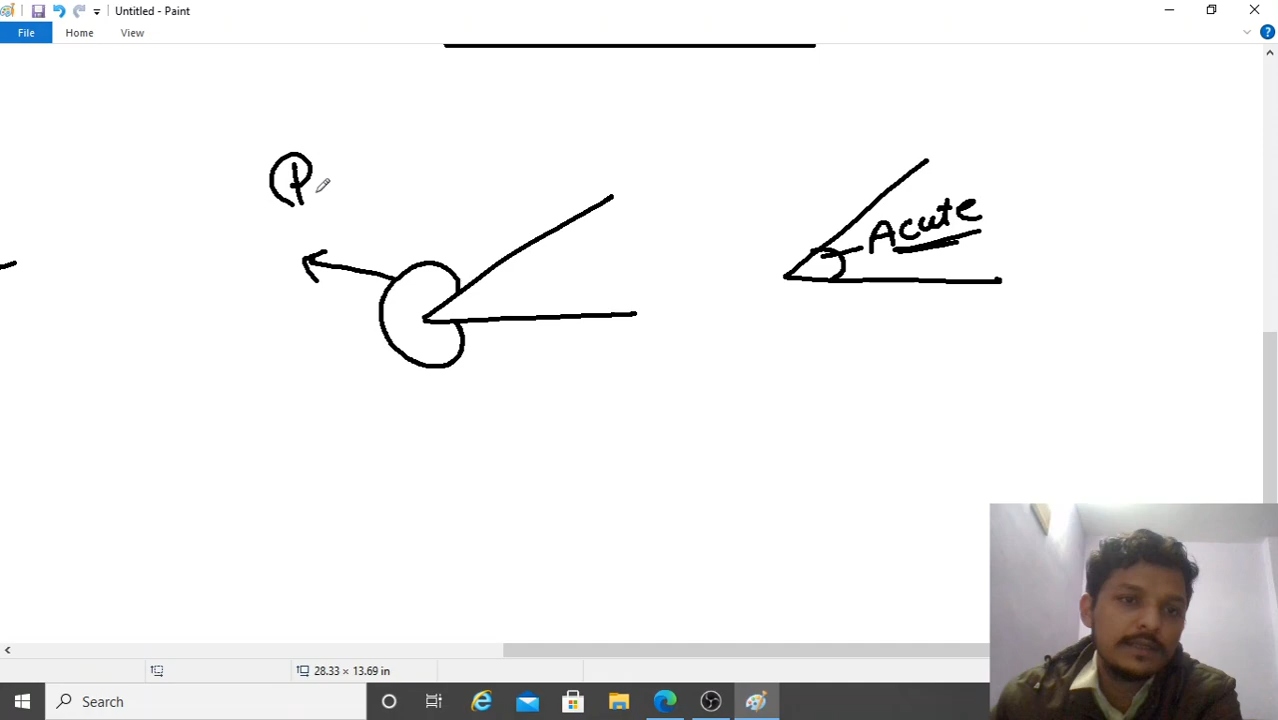 Untitled - Paint
File Home View
P
Acute
28.33 × 13.69 in
Search